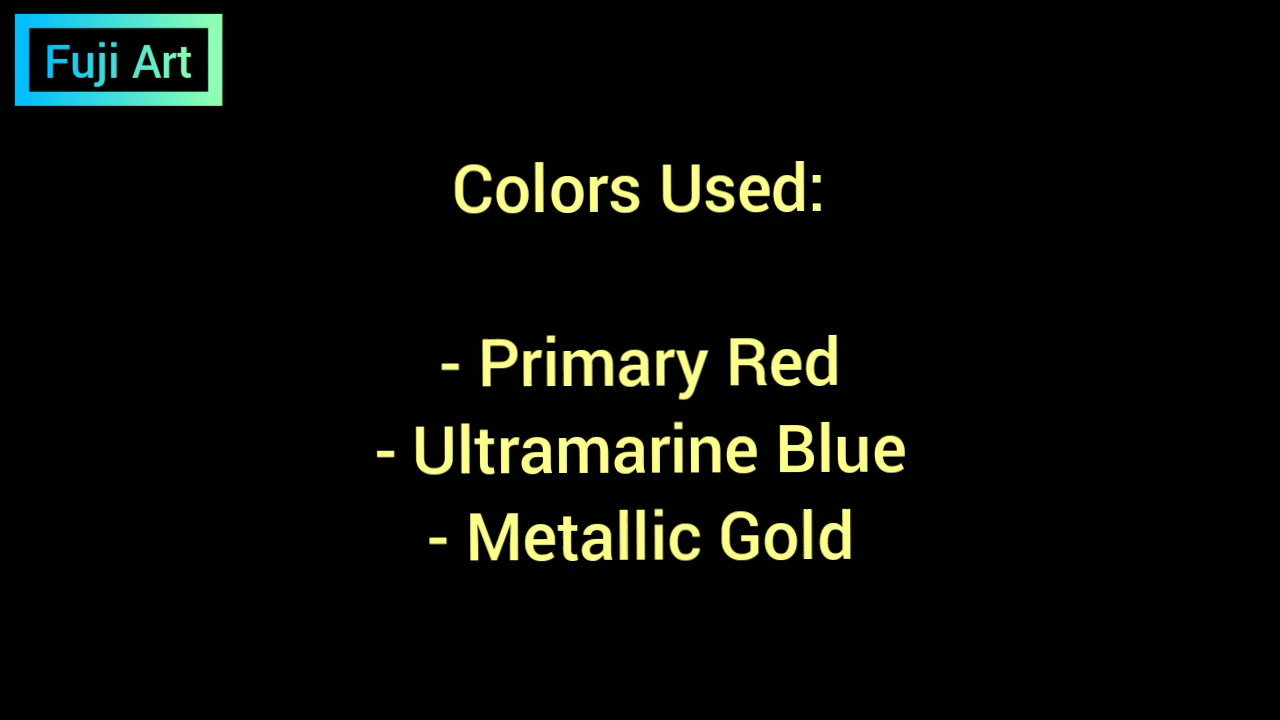 Fuji Art
Colors Used:
- Primary Red
- Ultramarine Blue
- Metallic Gold